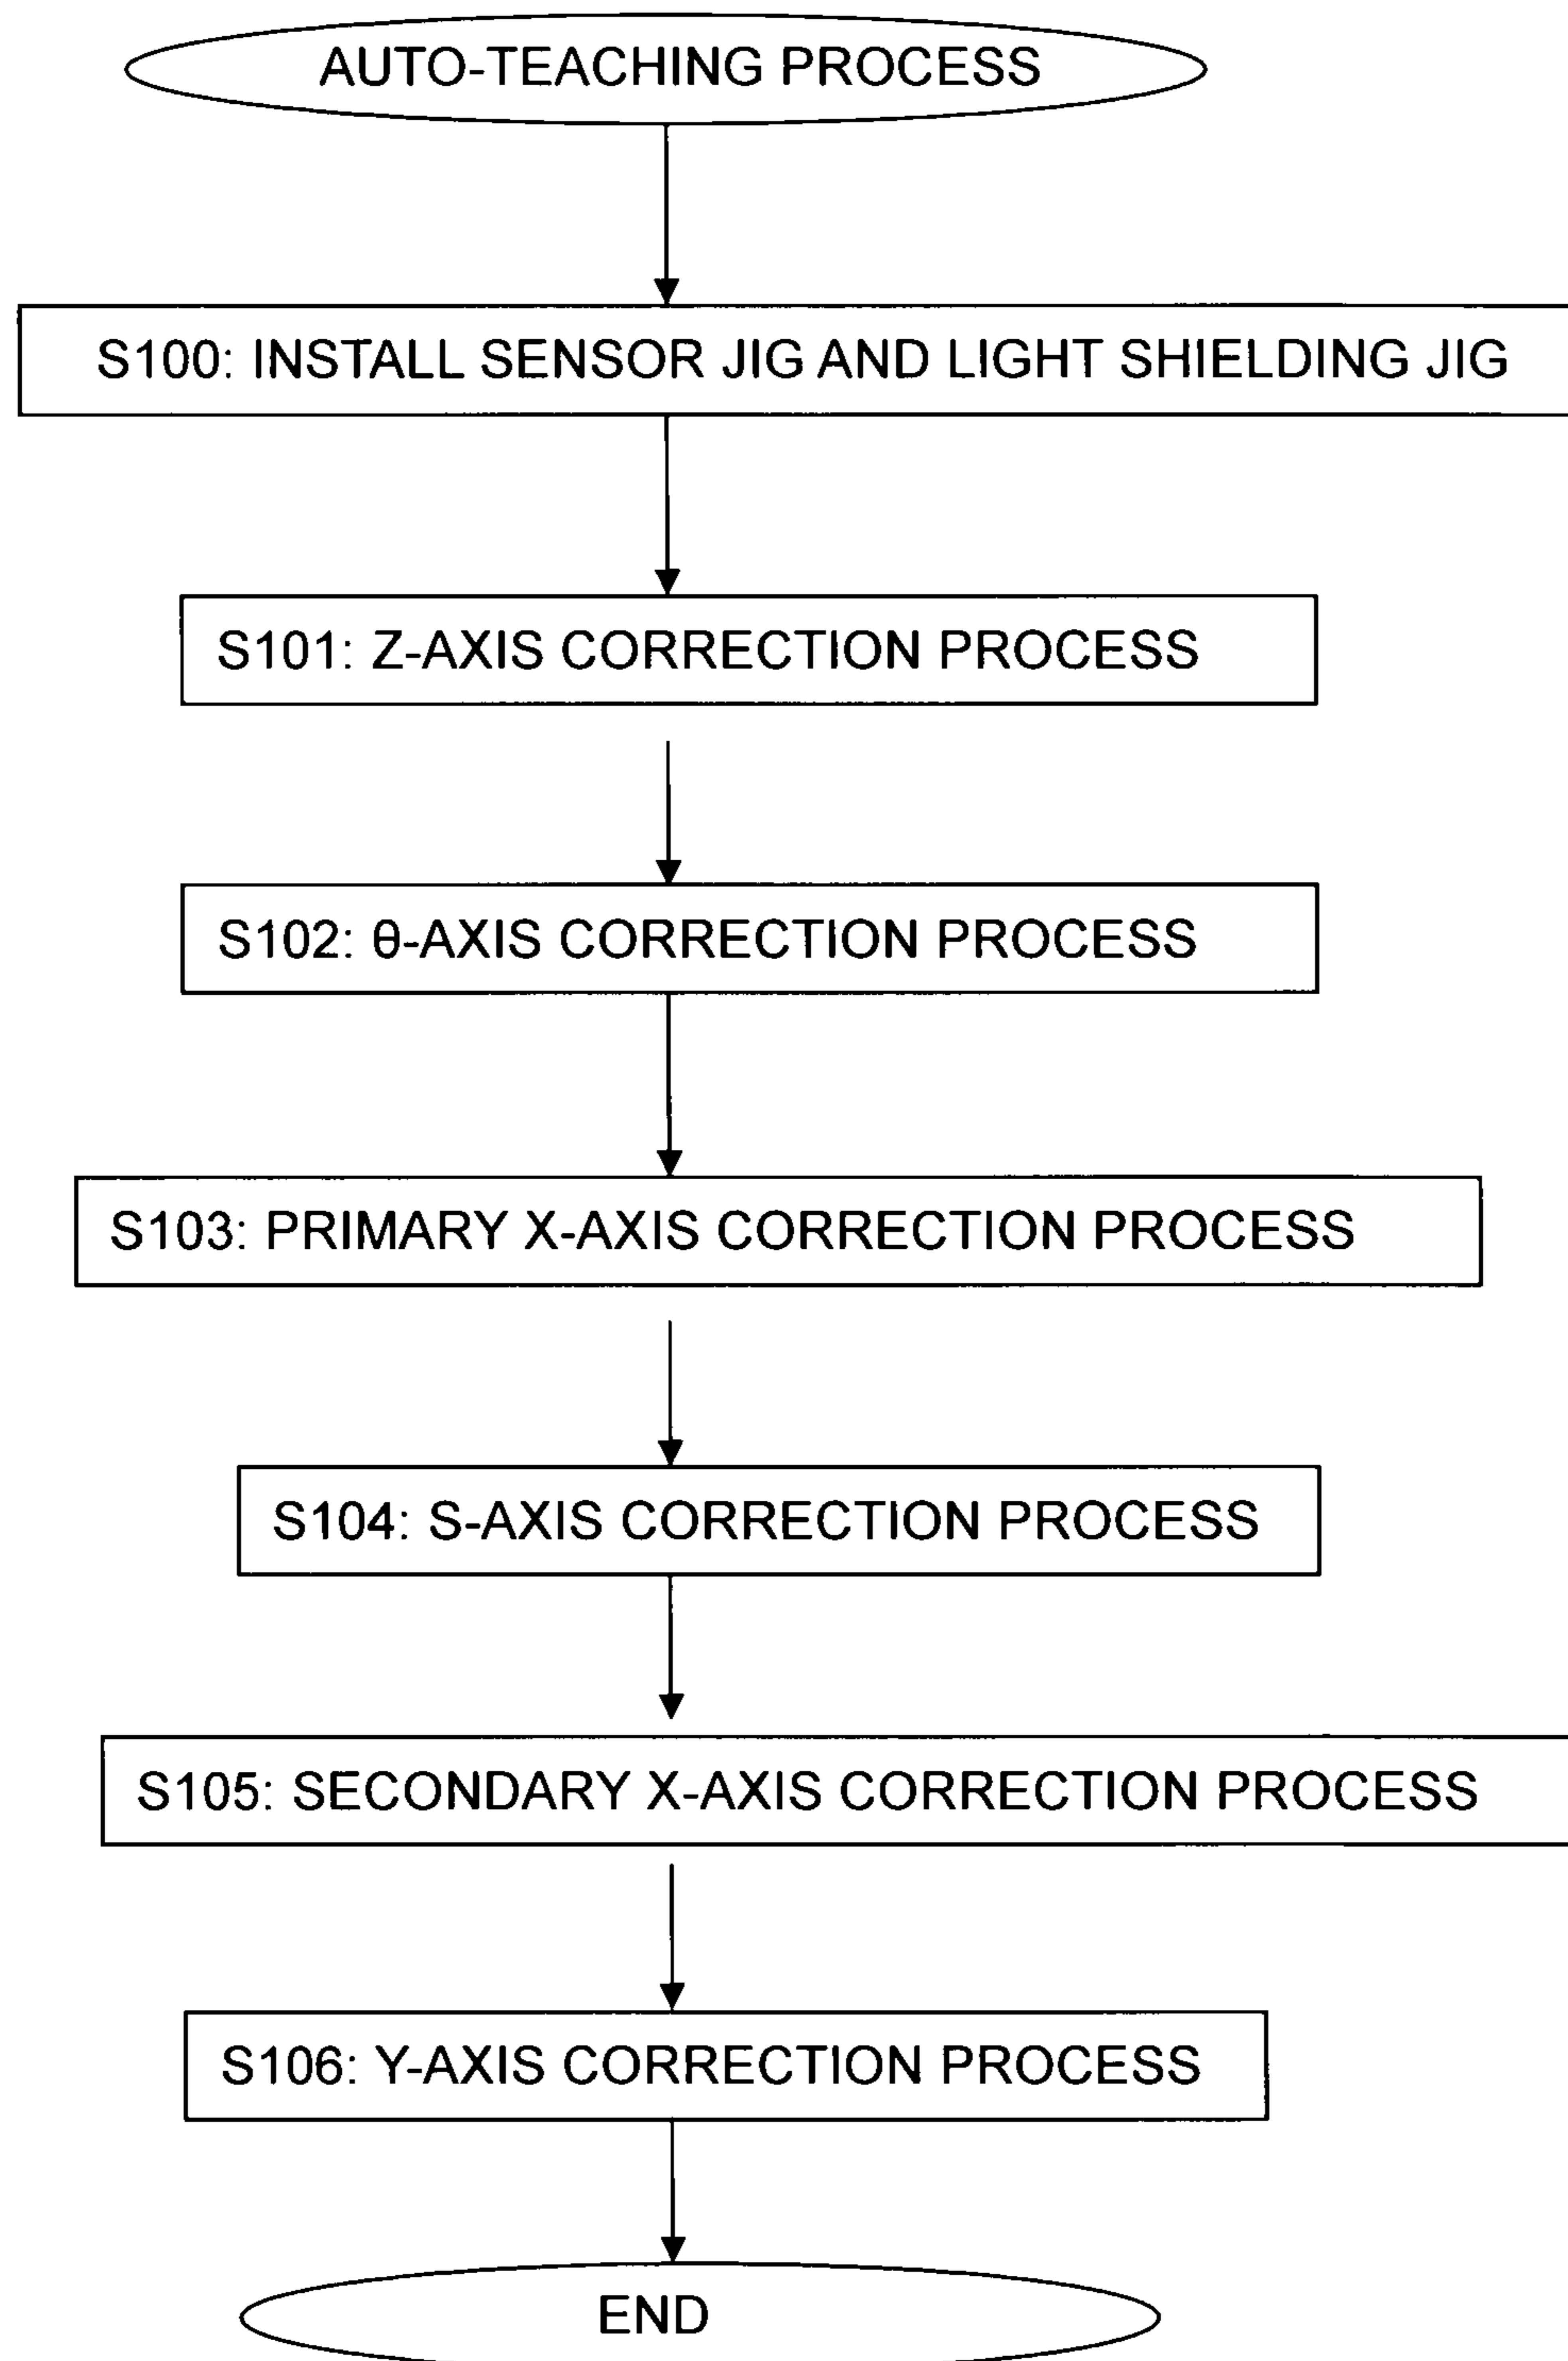 AUTO-TEACHING PROCESS
S100: INSTALL SENSOR JIG AND LIGHT SHIELDING JIG
S101: Z-AXIS CORRECTION PROCESS
S102: θ-AXIS CORRECTION PROCESS
S103: PRIMARY X-AXIS CORRECTION PROCESS
S104: S-AXIS CORRECTION PROCESS
S105: SECONDARY X-AXIS CORRECTION PROCESS
S106: Y-AXIS CORRECTION PROCESS
END